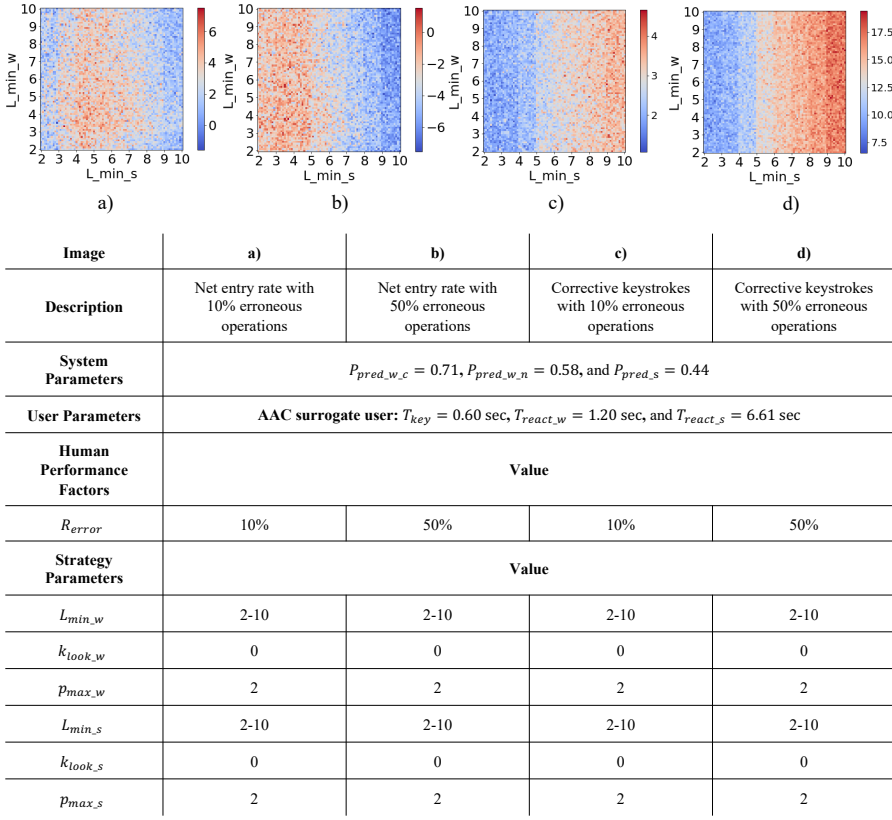 10
9
8
7
6
5
4
3
2
L_min_w
2 3 4 5 6 7 8 9 10
L_min_s
6
4
2
0
a)
10
9
8
7
6
5
4
3
2
L_min_w
2 3 4 5 6 7 8 9 10
L_min_s
0
−2
−4
−6
b)
10
9
8
7
6
5
4
3
2
L_min_w
2 3 4 5 6 7 8 9 10
L_min_s
4
3
2
c)
10
9
8
7
6
5
4
3
2
L_min_w
2 3 4 5 6 7 8 9 10
L_min_s
17.5
15.0
12.5
10.0
7.5
d)
Image a) b) c) d)
Description
Net entry rate with
10% erroneous
operations
Net entry rate with
50% erroneous
operations
Corrective keystrokes
with 10% erroneous
operations
Corrective keystrokes
with 50% erroneous
operations
System
Parameters
P_pred_w_c = 0.71, P_pred_w_n = 0.58, and P_pred_s = 0.44
User Parameters
AAC surrogate user: T_key = 0.60 sec, T_react_w = 1.20 sec, and T_react_s = 6.61 sec
Human
Performance
Factors
Value
R_error 10% 50% 10% 50%
Strategy
Parameters
Value
L_min_w 2-10 2-10 2-10 2-10
k_look_w 0 0 0 0
p_max_w 2 2 2 2
L_min_s 2-10 2-10 2-10 2-10
k_look_s 0 0 0 0
p_max_s 2 2 2 2